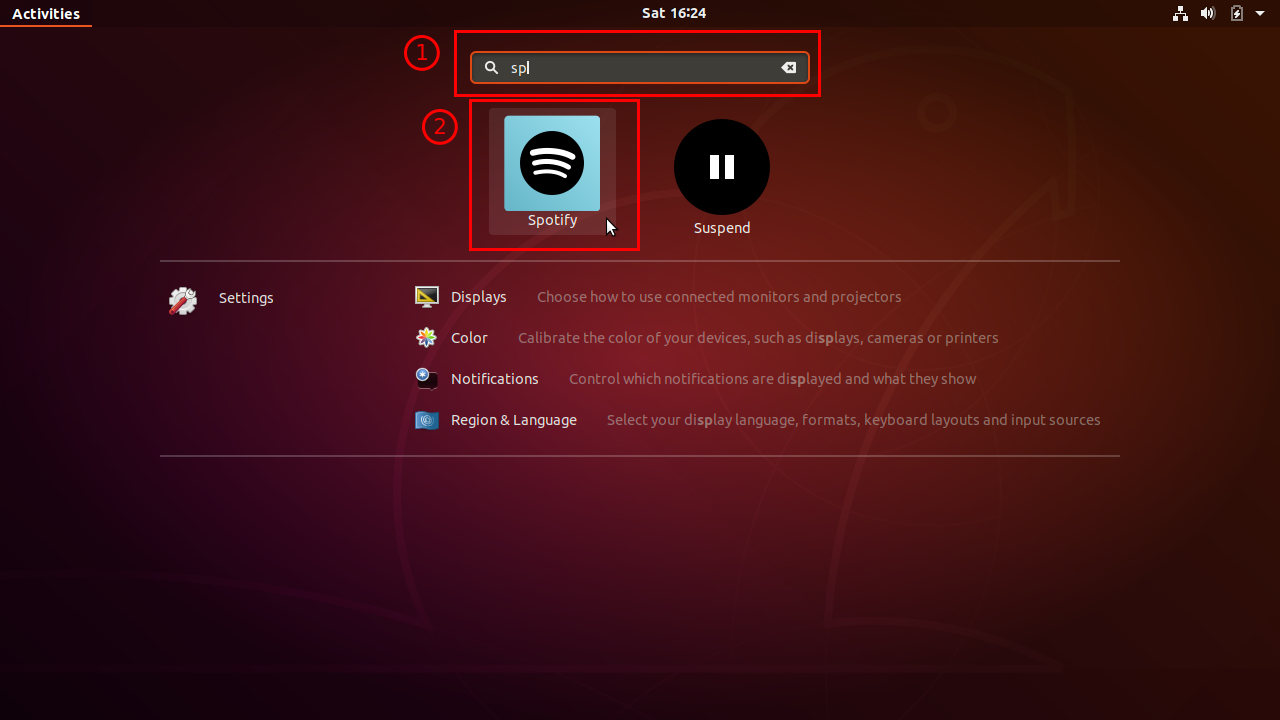 Activities Sat 16:24
1 sp
2
Spotify
Suspend
Settings
Displays Choose how to use connected monitors and projectors
Color Calibrate the color of your devices, such as displays, cameras or printers
Notifications Control which notifications are displayed and what they show
Region & Language Select your display language, formats, keyboard layouts and input sources